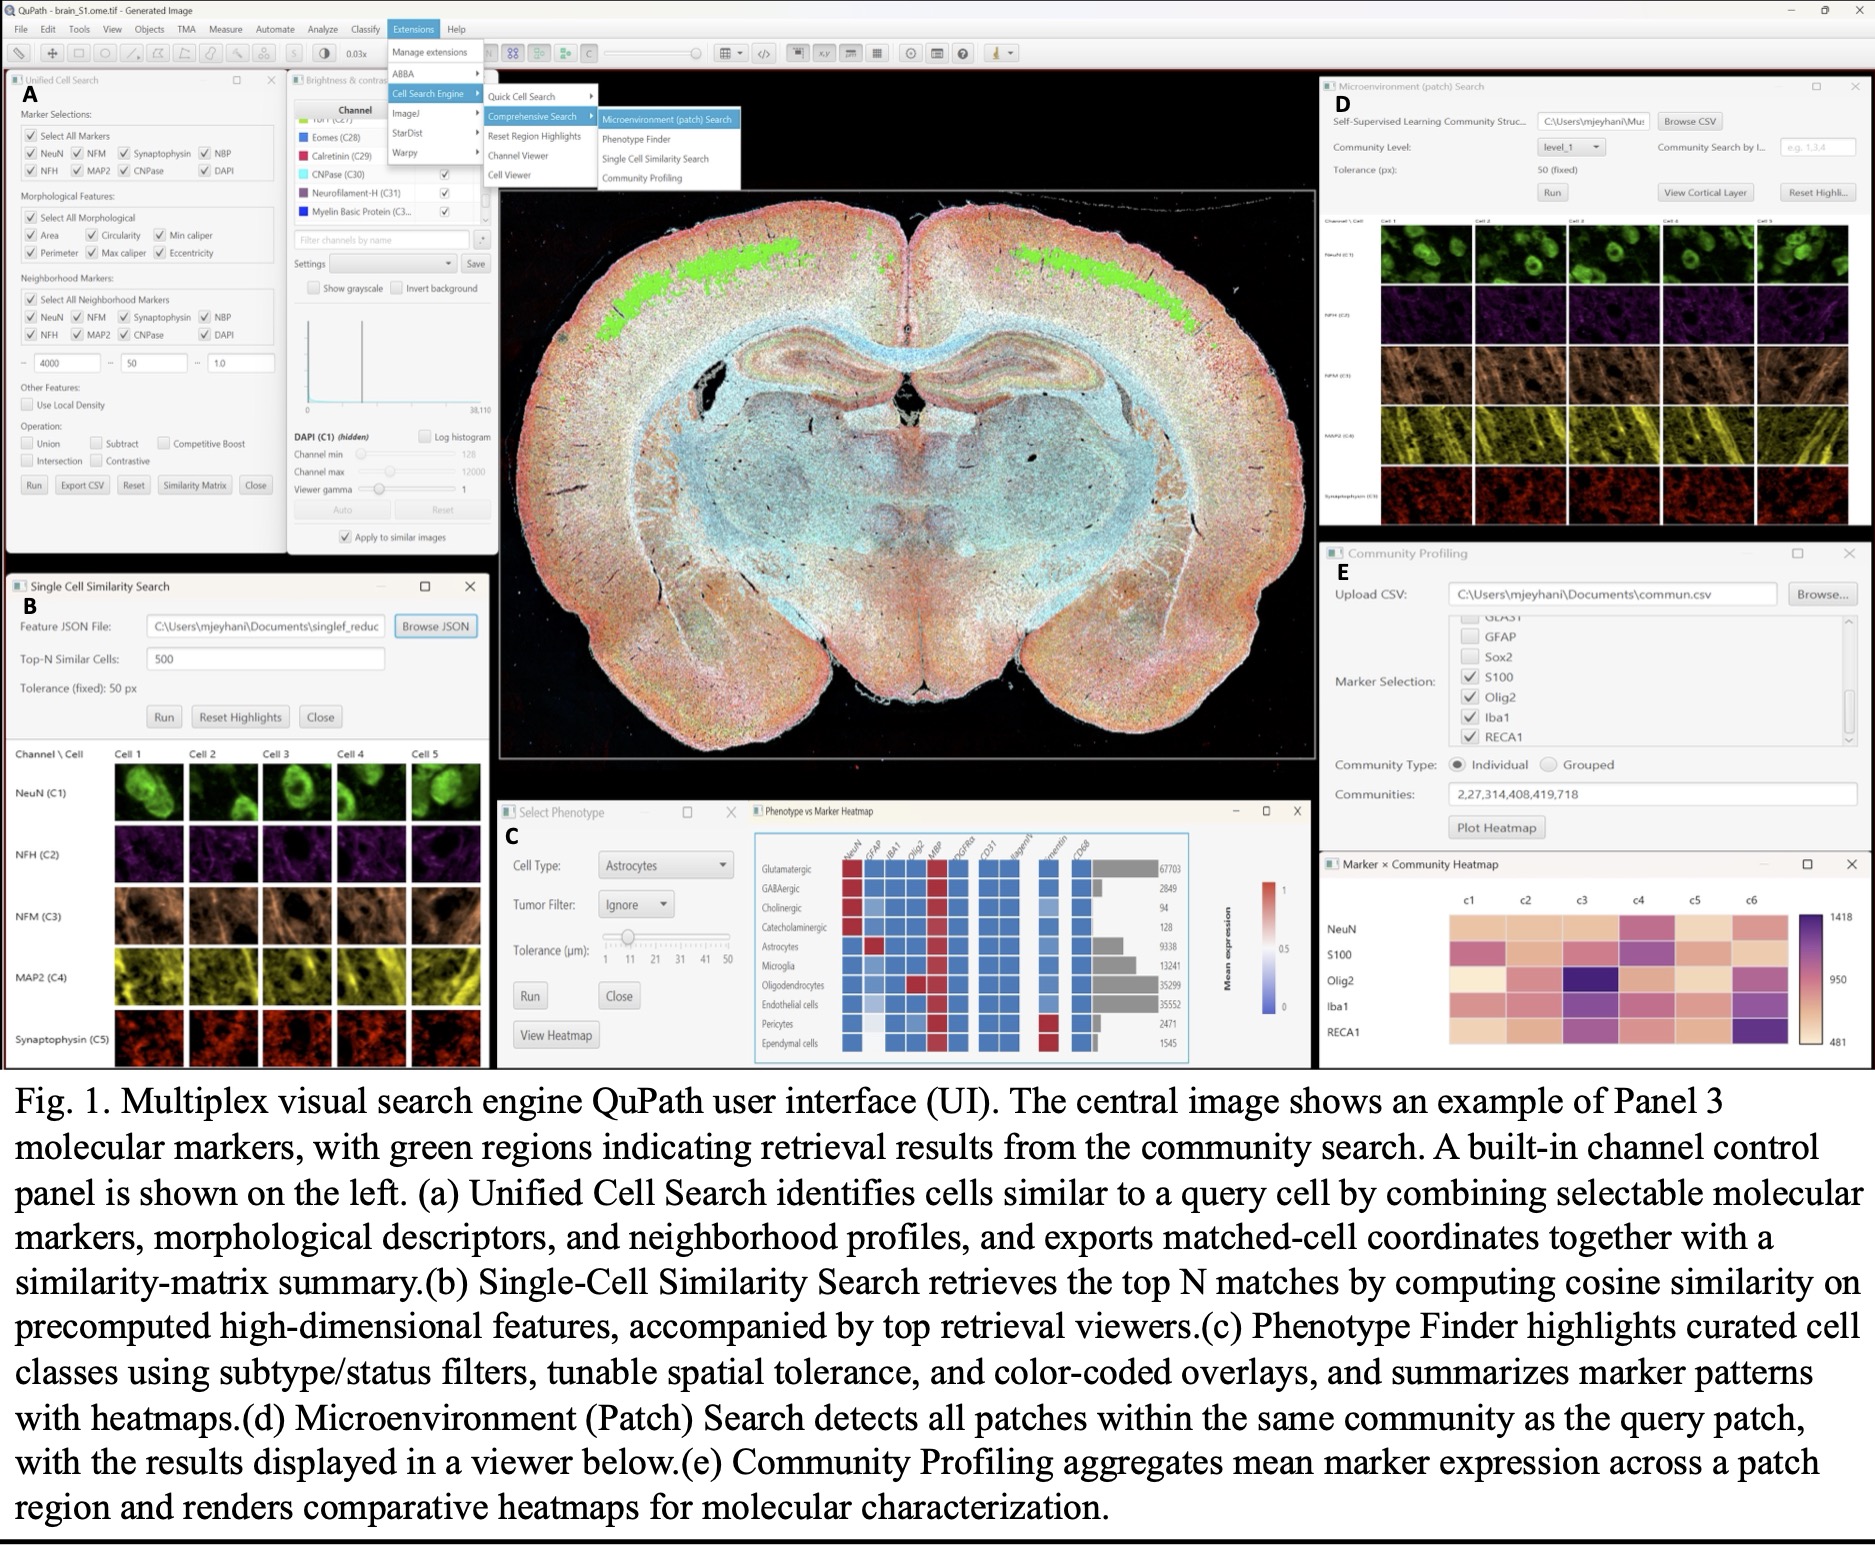 QuPath - brain_S1.ome.tif - Generated Image
File Edit Tools View Objects TMA Measure Automate Analyze Classify Extensions Help
0.03x
Manage extensions
ABBA
Cell Search Engine
ImageJ
StarDist
Warpy
Quick Cell Search
Comprehensive Search
Reset Region Highlights
Channel Viewer
Cell Viewer
Microenvironment (patch) Search
Phenotype Finder
Single Cell Similarity Search
Community Profiling
Unified Cell Search
A
Marker Selections:
Select All Markers
NeuN NFM Synaptophysin NBP
NFH MAP2 CNPase DAPI
Morphological Features:
Select All Morphological
Area Circularity Min caliper
Perimeter Max caliper Eccentricity
Neighborhood Markers:
Select All Neighborhood Markers
NeuN NFM Synaptophysin NBP
NFH MAP2 CNPase DAPI
4000 50 1.0
Other Features:
Use Local Density
Operation:
Union Subtract Competitive Boost
Intersection Contrastive
Run Export CSV Reset Similarity Matrix Close
Brightness & contras
Channel
Eomes (C28)
Calretinin (C29)
CNPase (C30)
Neurofilament-H (C31)
Myelin Basic Protein (C3...
Filter channels by name
Settings Save
Show grayscale Invert background
0 38,110
DAPI (C1) (hidden) Log histogram
Channel min 128
Channel max 12000
Viewer gamma 1
Auto Reset
Apply to similar images
Single Cell Similarity Search
B
Feature JSON File: C:\Users\mjeyhani\Documents\singlef_reduc Browse JSON
Top-N Similar Cells: 500
Tolerance (fixed): 50 px
Run Reset Highlights Close
Channel \ Cell Cell 1 Cell 2 Cell 3 Cell 4 Cell 5
NeuN (C1)
NFH (C2)
NFM (C3)
MAP2 (C4)
Synaptophysin (C5)
Select Phenotype
C
Cell Type: Astrocytes
Tumor Filter: Ignore
Tolerance (µm):
1 11 21 31 41 50
Run Close
View Heatmap
Phenotype vs Marker Heatmap
NeuN GFAP IBA1 Olig2 MBP CD31 CD68
Glutamatergic 67703
GABAergic 2849
Cholinergic 94
Catecholaminergic 128
Astrocytes 9338
Microglia 13241
Oligodendrocytes 35299
Endothelial cells 35552
Pericytes 2471
Ependymal cells 1545
Mean expression
1
0.5
0
Microenvironment (patch) Search
D
Self-Supervised Learning Community Struc... C:\Users\mjeyhani\Mu Browse CSV
Community Level: level_1 Community Search by I... e.g. 1.3.4
Tolerance (px): 50 (fixed)
Run View Cortical Layer Reset Highli...
Channel \ Cell Cell 1 Cell 2 Cell 3 Cell 4 Cell 5
NeuN (C1)
NFH (C2)
NFM (C3)
MAP2 (C4)
Synaptophysin (C5)
Community Profiling
E
Upload CSV: C:\Users\mjeyhani\Documents\commun.csv Browse...
GLAST
GFAP
Sox2
Marker Selection:
S100
Olig2
Iba1
RECA1
Community Type: Individual Grouped
Communities: 2,27,314,408,419,718
Plot Heatmap
Marker × Community Heatmap
c1 c2 c3 c4 c5 c6
NeuN
S100
Olig2
Iba1
RECA1
1418
950
481
Fig. 1. Multiplex visual search engine QuPath user interface (UI). The central image shows an example of Panel 3
molecular markers, with green regions indicating retrieval results from the community search. A built-in channel control
panel is shown on the left. (a) Unified Cell Search identifies cells similar to a query cell by combining selectable molecular
markers, morphological descriptors, and neighborhood profiles, and exports matched-cell coordinates together with a
similarity-matrix summary.(b) Single-Cell Similarity Search retrieves the top N matches by computing cosine similarity on
precomputed high-dimensional features, accompanied by top retrieval viewers.(c) Phenotype Finder highlights curated cell
classes using subtype/status filters, tunable spatial tolerance, and color-coded overlays, and summarizes marker patterns
with heatmaps.(d) Microenvironment (Patch) Search detects all patches within the same community as the query patch,
with the results displayed in a viewer below.(e) Community Profiling aggregates mean marker expression across a patch
region and renders comparative heatmaps for molecular characterization.